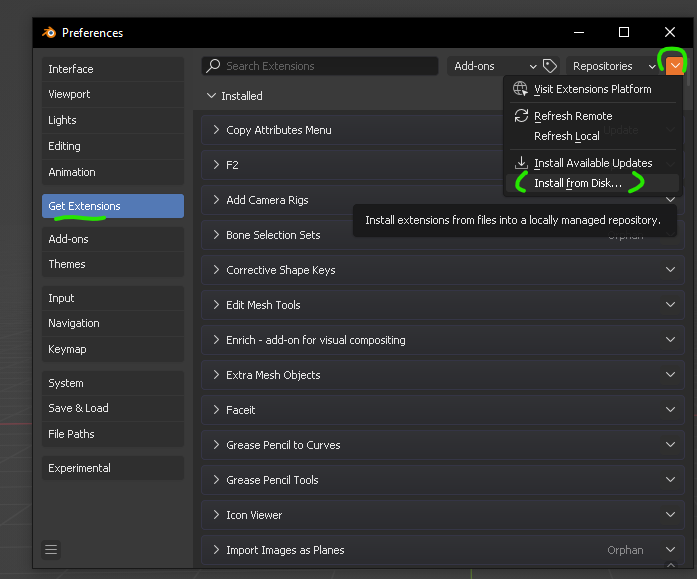 Preferences
Interface
Viewport
Lights
Editing
Animation
Get Extensions
Add-ons
Themes
Input
Navigation
Keymap
System
Save & Load
File Paths
Experimental
Search Extensions
Add-ons
Repositories
Visit Extensions Platform
Refresh Remote
Refresh Local
Install Available Updates
Install from Disk...
Install extensions from files into a locally managed repository.
Installed
Copy Attributes Menu
Update
F2
Add Camera Rigs
Bone Selection Sets
Orphan
Corrective Shape Keys
Edit Mesh Tools
Enrich - add-on for visual compositing
Extra Mesh Objects
Faceit
Grease Pencil to Curves
Grease Pencil Tools
Icon Viewer
Import Images as Planes
Orphan